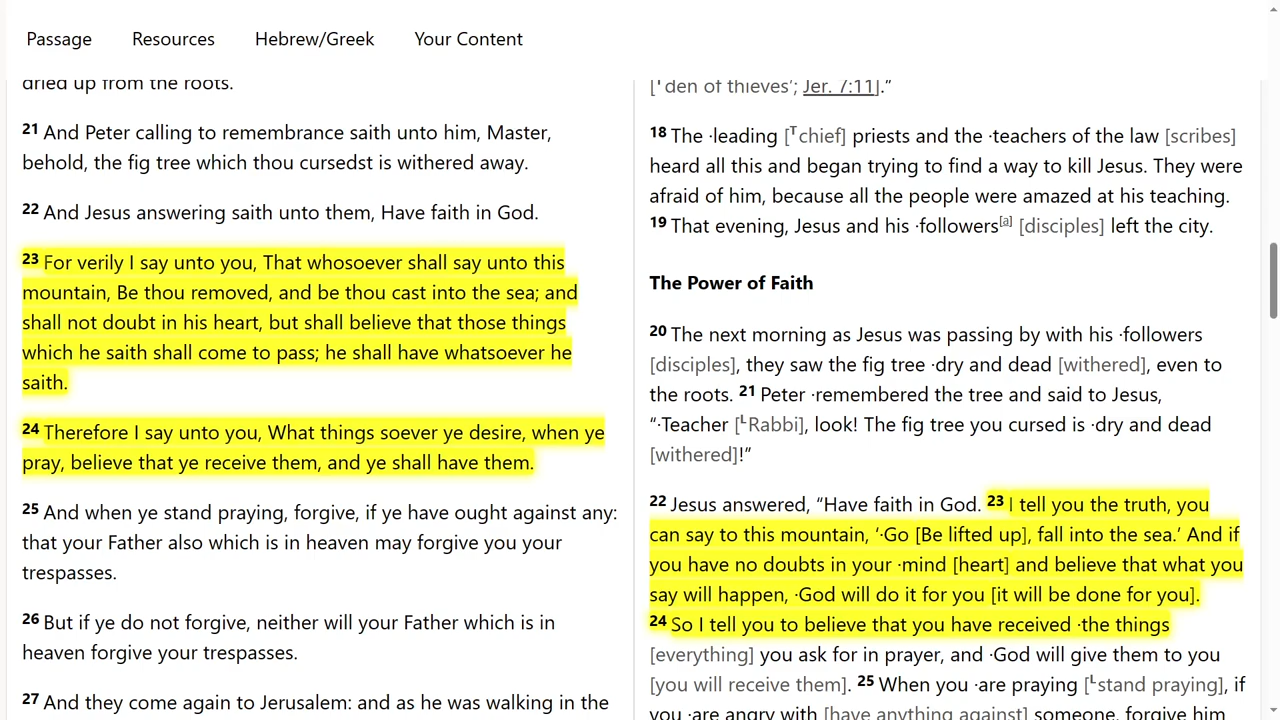 Passage Resources Hebrew/Greek Your Content
dried up from the roots.
21 And Peter calling to remembrance saith unto him, Master,
behold, the fig tree which thou cursedst is withered away.
22 And Jesus answering saith unto them, Have faith in God.
23 For verily I say unto you, That whosoever shall say unto this
mountain, Be thou removed, and be thou cast into the sea; and
shall not doubt in his heart, but shall believe that those things
which he saith shall come to pass; he shall have whatsoever he
saith.
24 Therefore I say unto you, What things soever ye desire, when ye
pray, believe that ye receive them, and ye shall have them.
25 And when ye stand praying, forgive, if ye have ought against any:
that your Father also which is in heaven may forgive you your
trespasses.
26 But if ye do not forgive, neither will your Father which is in
heaven forgive your trespasses.
27 And they come again to Jerusalem: and as he was walking in the
[‘den of thieves’; Jer. 7:11].”
18 The ·leading [ᵀchief] priests and the ·teachers of the law [scribes]
heard all this and began trying to find a way to kill Jesus. They were
afraid of him, because all the people were amazed at his teaching.
19 That evening, Jesus and his ·followers[a] [disciples] left the city.
The Power of Faith
20 The next morning as Jesus was passing by with his ·followers
[disciples], they saw the fig tree ·dry and dead [withered], even to
the roots. 21 Peter ·remembered the tree and said to Jesus,
“·Teacher [ᴸRabbi], look! The fig tree you cursed is ·dry and dead
[withered]!”
22 Jesus answered, “Have faith in God. 23 I tell you the truth, you
can say to this mountain, ‘·Go [Be lifted up], fall into the sea.’ And if
you have no doubts in your ·mind [heart] and believe that what you
say will happen, ·God will do it for you [it will be done for you].
24 So I tell you to believe that you have received ·the things
[everything] you ask for in prayer, and ·God will give them to you
[you will receive them]. 25 When you ·are praying [ᴸstand praying], if
you ·are angry with [have anything against] someone, forgive him